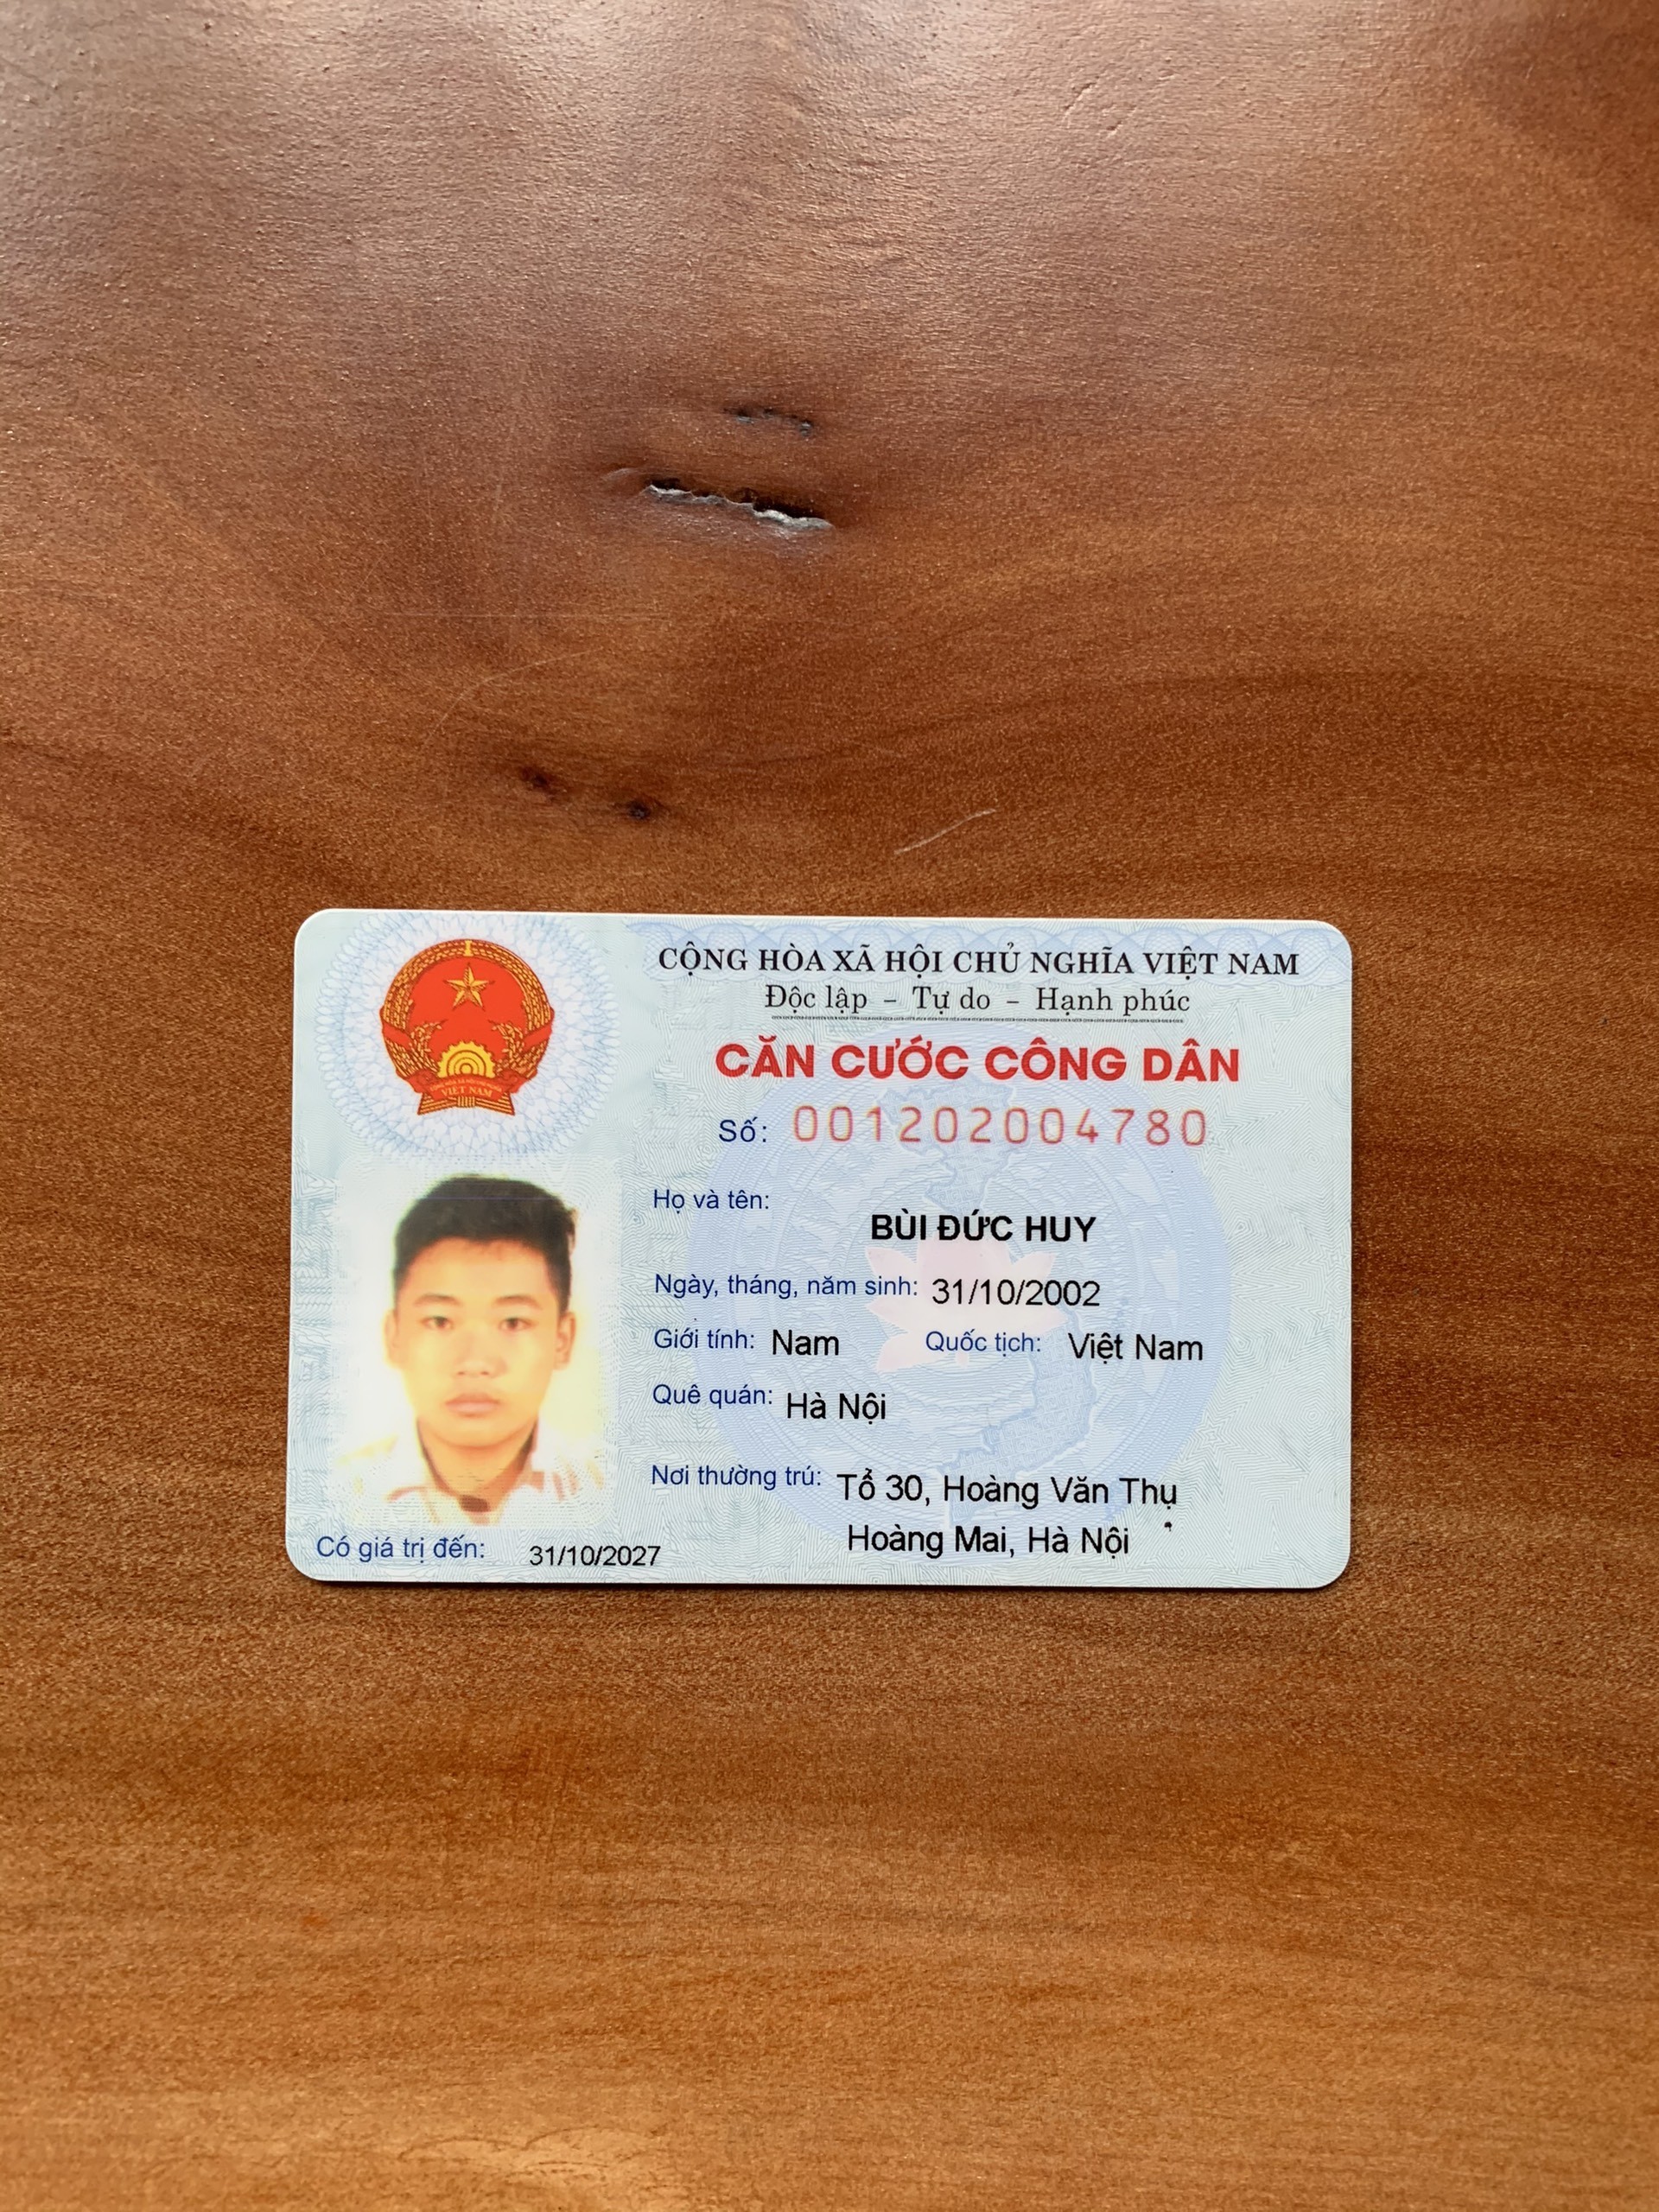 CỘNG HÒA XÃ HỘI CHỦ NGHĨA VIỆT NAM
Độc lập – Tự do – Hạnh phúc
CĂN CƯỚC CÔNG DÂN
Số: 001202004780
Họ và tên:
BÙI ĐỨC HUY
Ngày, tháng, năm sinh: 31/10/2002
Giới tính: Nam Quốc tịch: Việt Nam
Quê quán: Hà Nội
Nơi thường trú: Tổ 30, Hoàng Văn Thụ
Hoàng Mai, Hà Nội
Có giá trị đến: 31/10/2027
VIỆT NAM